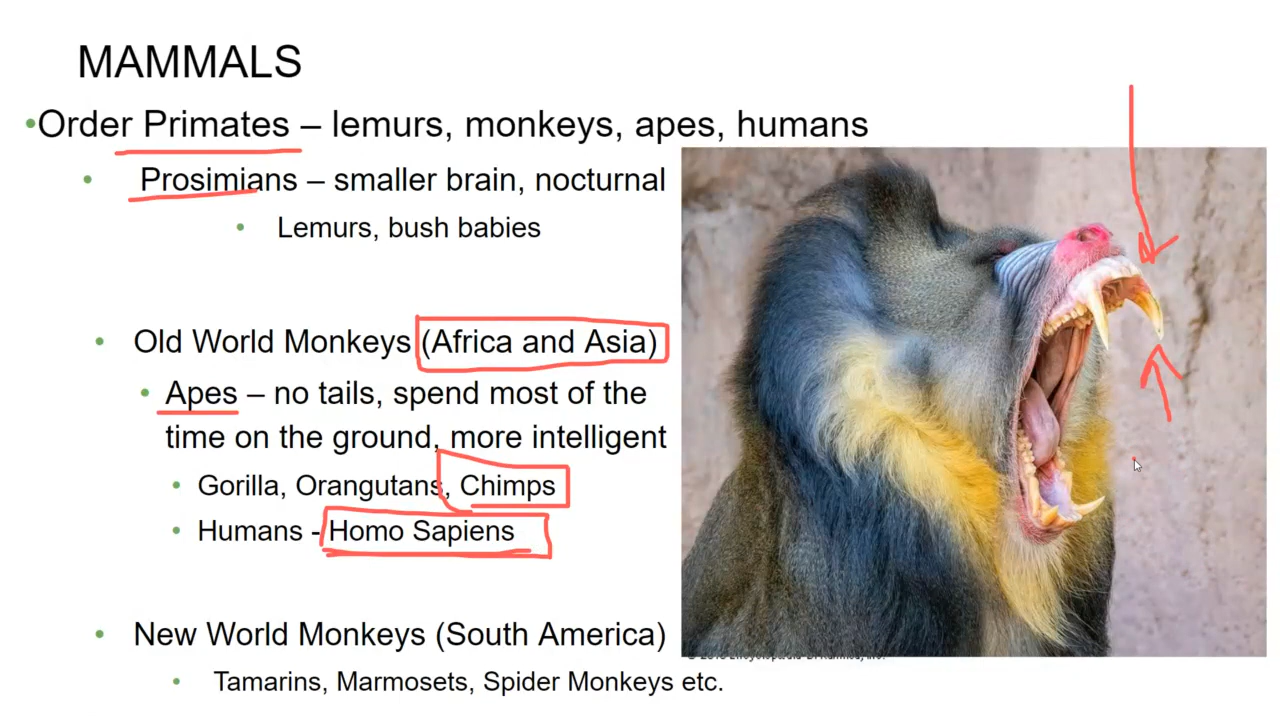 MAMMALS
•Order Primates – lemurs, monkeys, apes, humans
• Prosimians – smaller brain, nocturnal
• Lemurs, bush babies
• Old World Monkeys (Africa and Asia)
• Apes – no tails, spend most of the
time on the ground, more intelligent
• Gorilla, Orangutans, Chimps
• Humans - Homo Sapiens
• New World Monkeys (South America)
• Tamarins, Marmosets, Spider Monkeys etc.